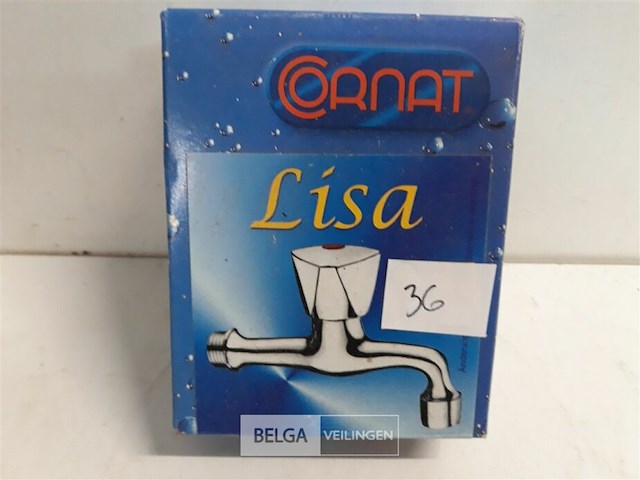 CORNAT
Lisa
36
BELGA VEILINGEN